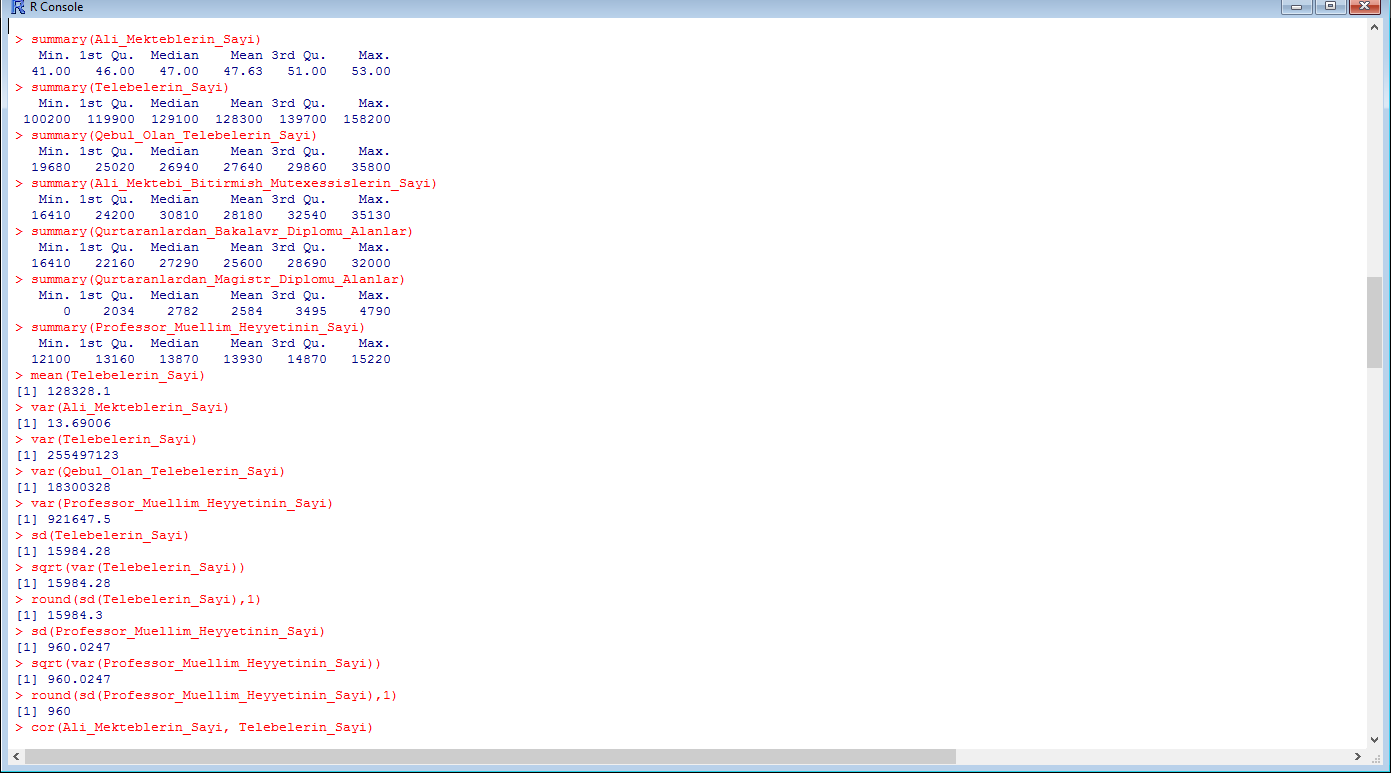 R Console
> summary(Ali_Mekteblerin_Sayi)
   Min. 1st Qu.  Median    Mean 3rd Qu.    Max.
  41.00   46.00   47.00   47.63   51.00   53.00
> summary(Telebelerin_Sayi)
   Min. 1st Qu.  Median    Mean 3rd Qu.    Max.
 100200  119900  129100  128300  139700  158200
> summary(Qebul_Olan_Telebelerin_Sayi)
   Min. 1st Qu.  Median    Mean 3rd Qu.    Max.
  19680   25020   26940   27640   29860   35800
> summary(Ali_Mektebi_Bitirmish_Mutexessislerin_Sayi)
   Min. 1st Qu.  Median    Mean 3rd Qu.    Max.
  16410   24200   30810   28180   32540   35130
> summary(Qurtaranlardan_Bakalavr_Diplomu_Alanlar)
   Min. 1st Qu.  Median    Mean 3rd Qu.    Max.
  16410   22160   27290   25600   28690   32000
> summary(Qurtaranlardan_Magistr_Diplomu_Alanlar)
   Min. 1st Qu.  Median    Mean 3rd Qu.    Max.
      0    2034    2782    2584    3495    4790
> summary(Professor_Muellim_Heyyetinin_Sayi)
   Min. 1st Qu.  Median    Mean 3rd Qu.    Max.
  12100   13160   13870   13930   14870   15220
> mean(Telebelerin_Sayi)
[1] 128328.1
> var(Ali_Mekteblerin_Sayi)
[1] 13.69006
> var(Telebelerin_Sayi)
[1] 255497123
> var(Qebul_Olan_Telebelerin_Sayi)
[1] 18300328
> var(Professor_Muellim_Heyyetinin_Sayi)
[1] 921647.5
> sd(Telebelerin_Sayi)
[1] 15984.28
> sqrt(var(Telebelerin_Sayi))
[1] 15984.28
> round(sd(Telebelerin_Sayi),1)
[1] 15984.3
> sd(Professor_Muellim_Heyyetinin_Sayi)
[1] 960.0247
> sqrt(var(Professor_Muellim_Heyyetinin_Sayi))
[1] 960.0247
> round(sd(Professor_Muellim_Heyyetinin_Sayi),1)
[1] 960
> cor(Ali_Mekteblerin_Sayi, Telebelerin_Sayi)